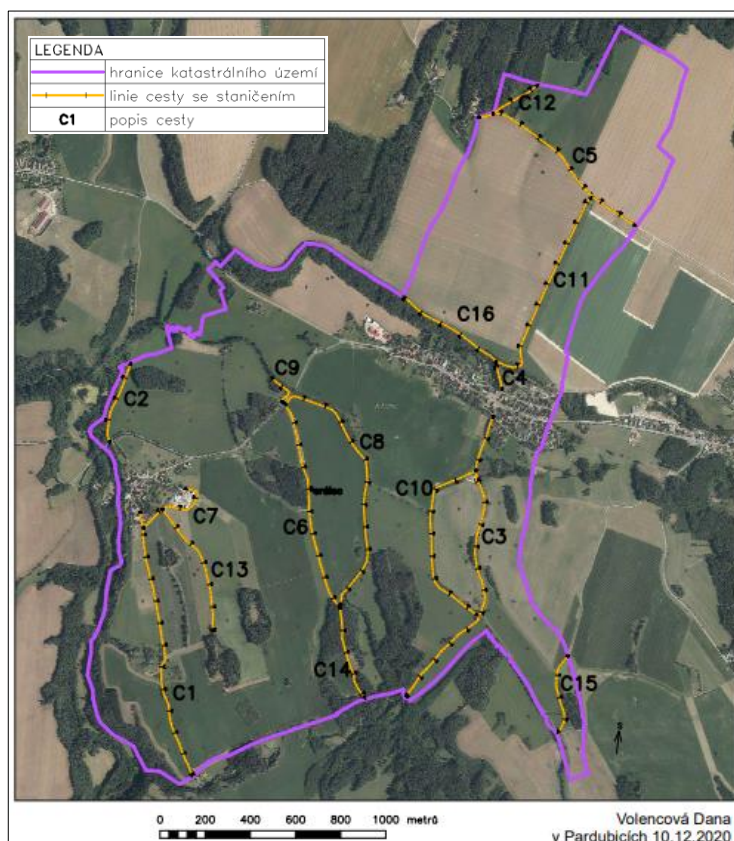 LEGENDA
hranice katastrálního území
linie cesty se staničením
C1 popis cesty
C12
C5
C11
C16
C4
C9
C2
C8
C10
C7
C6
C3
C13
C14
C1
C15
S
0 200 400 600 800 1000 metrů
Volencová Dana
v Pardubicích 10.12.2020